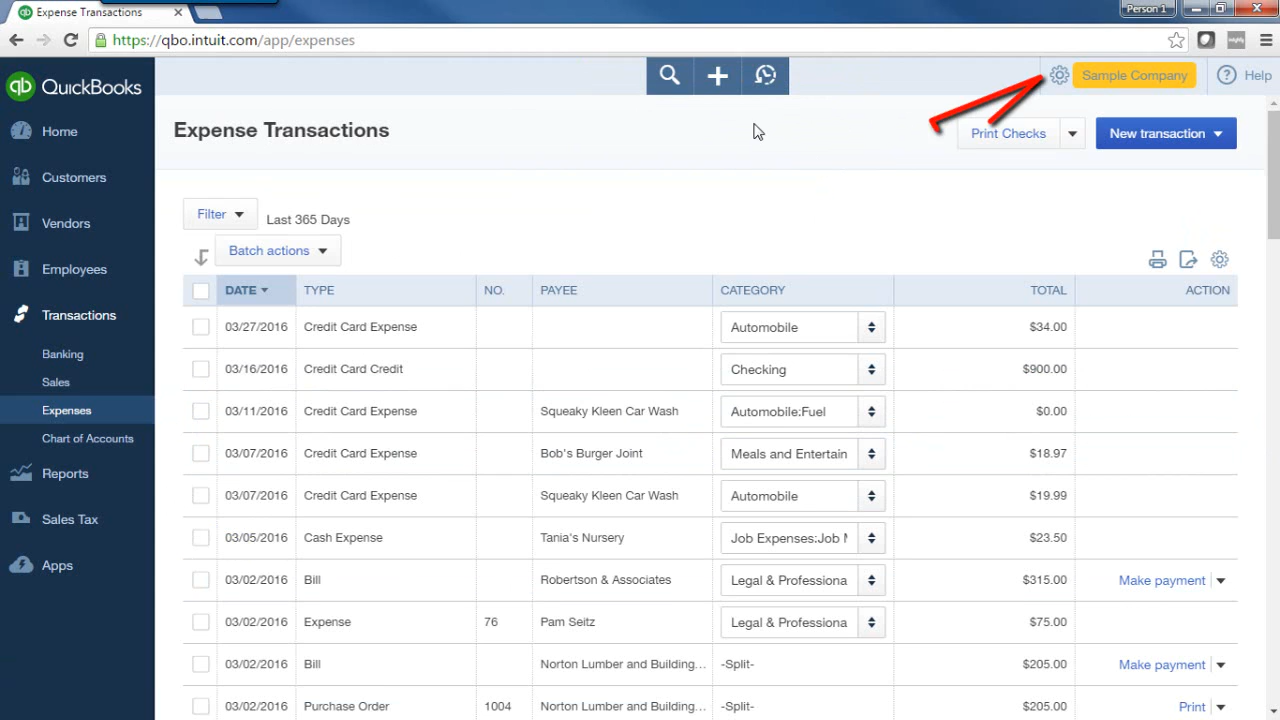 Expense Transactions
Person 1
https://qbo.intuit.com/app/expenses
qb QuickBooks
Sample Company
Help
Home
Customers
Vendors
Employees
Transactions
Banking
Sales
Expenses
Chart of Accounts
Reports
Sales Tax
Apps
Expense Transactions
Print Checks
New transaction
Filter
Last 365 Days
Batch actions
DATE TYPE NO. PAYEE CATEGORY TOTAL ACTION
03/27/2016 Credit Card Expense Automobile $34.00
03/16/2016 Credit Card Credit Checking $900.00
03/11/2016 Credit Card Expense Squeaky Kleen Car Wash Automobile:Fuel $0.00
03/07/2016 Credit Card Expense Bob's Burger Joint Meals and Entertain $18.97
03/07/2016 Credit Card Expense Squeaky Kleen Car Wash Automobile $19.99
03/05/2016 Cash Expense Tania's Nursery Job Expenses:Job $23.50
03/02/2016 Bill Robertson & Associates Legal & Professiona $315.00 Make payment
03/02/2016 Expense 76 Pam Seitz Legal & Professiona $75.00
03/02/2016 Bill Norton Lumber and Building... -Split- $205.00 Make payment
03/02/2016 Purchase Order 1004 Norton Lumber and Building... -Split- $205.00 Print